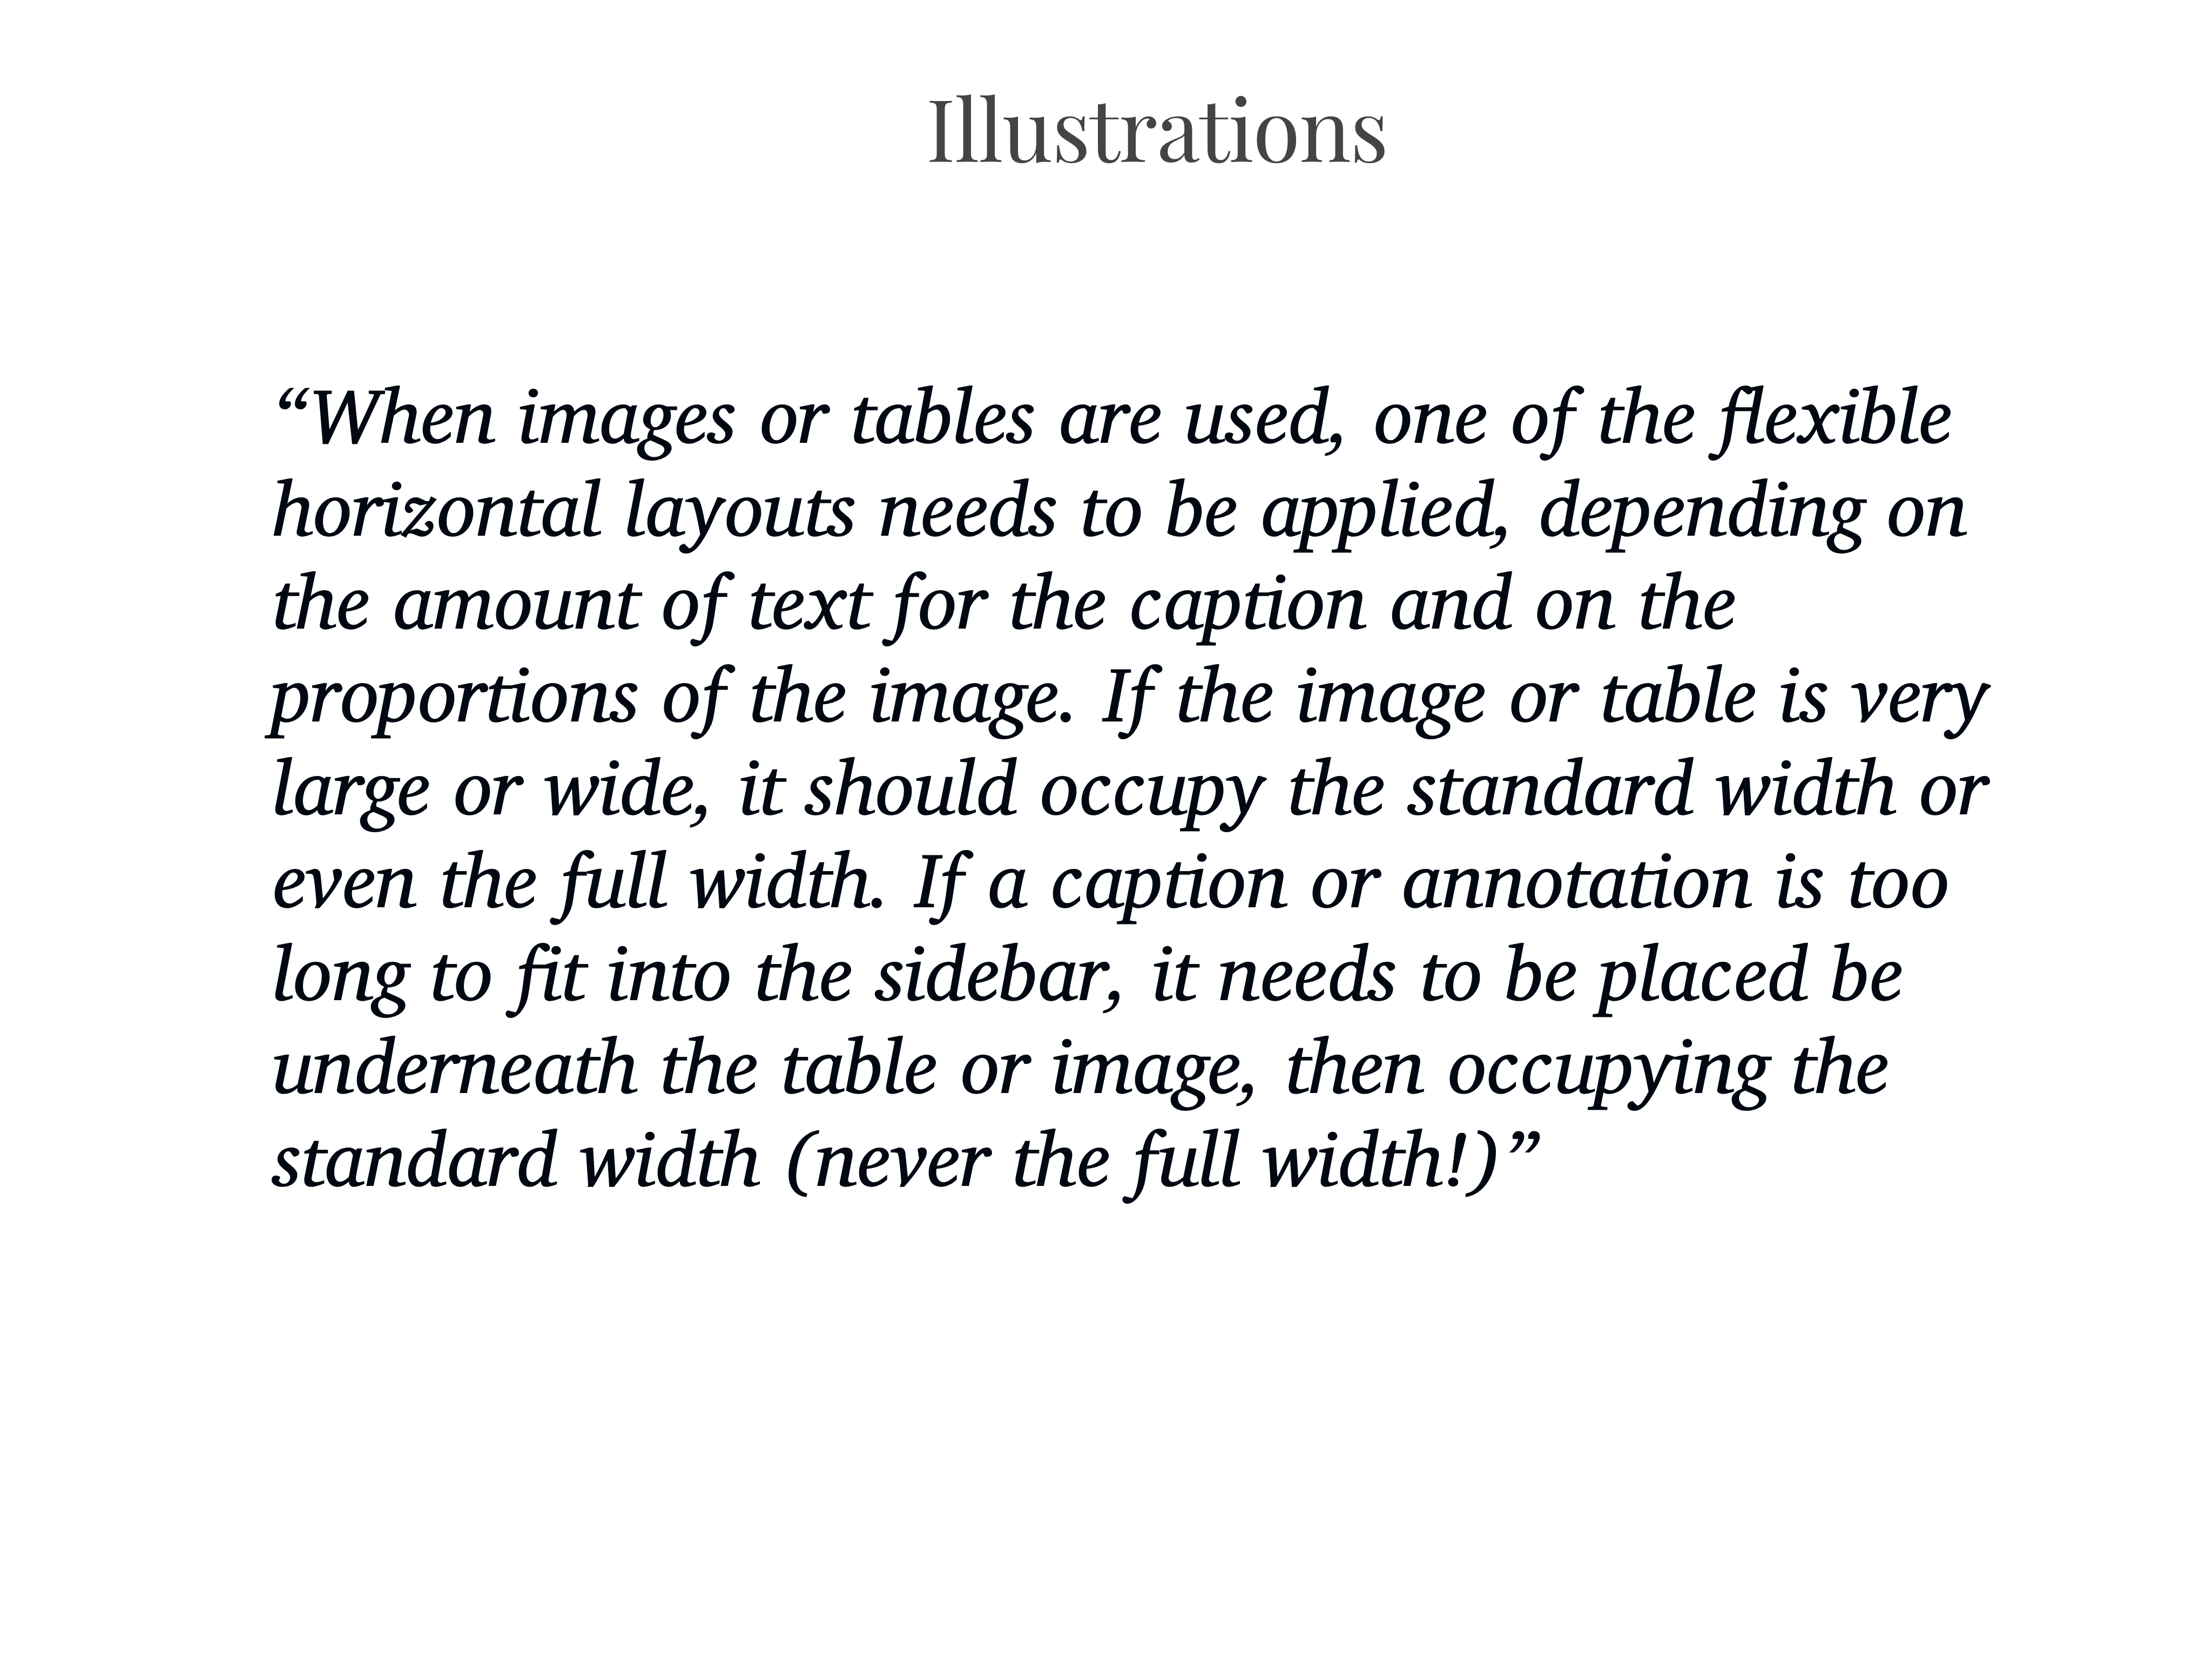 Illustrations
“When images or tables are used, one of the flexible
horizontal layouts needs to be applied, depending on
the amount of text for the caption and on the
proportions of the image. If the image or table is very
large or wide, it should occupy the standard width or
even the full width. If a caption or annotation is too
long to fit into the sidebar, it needs to be placed be
underneath the table or image, then occupying the
standard width (never the full width!)”